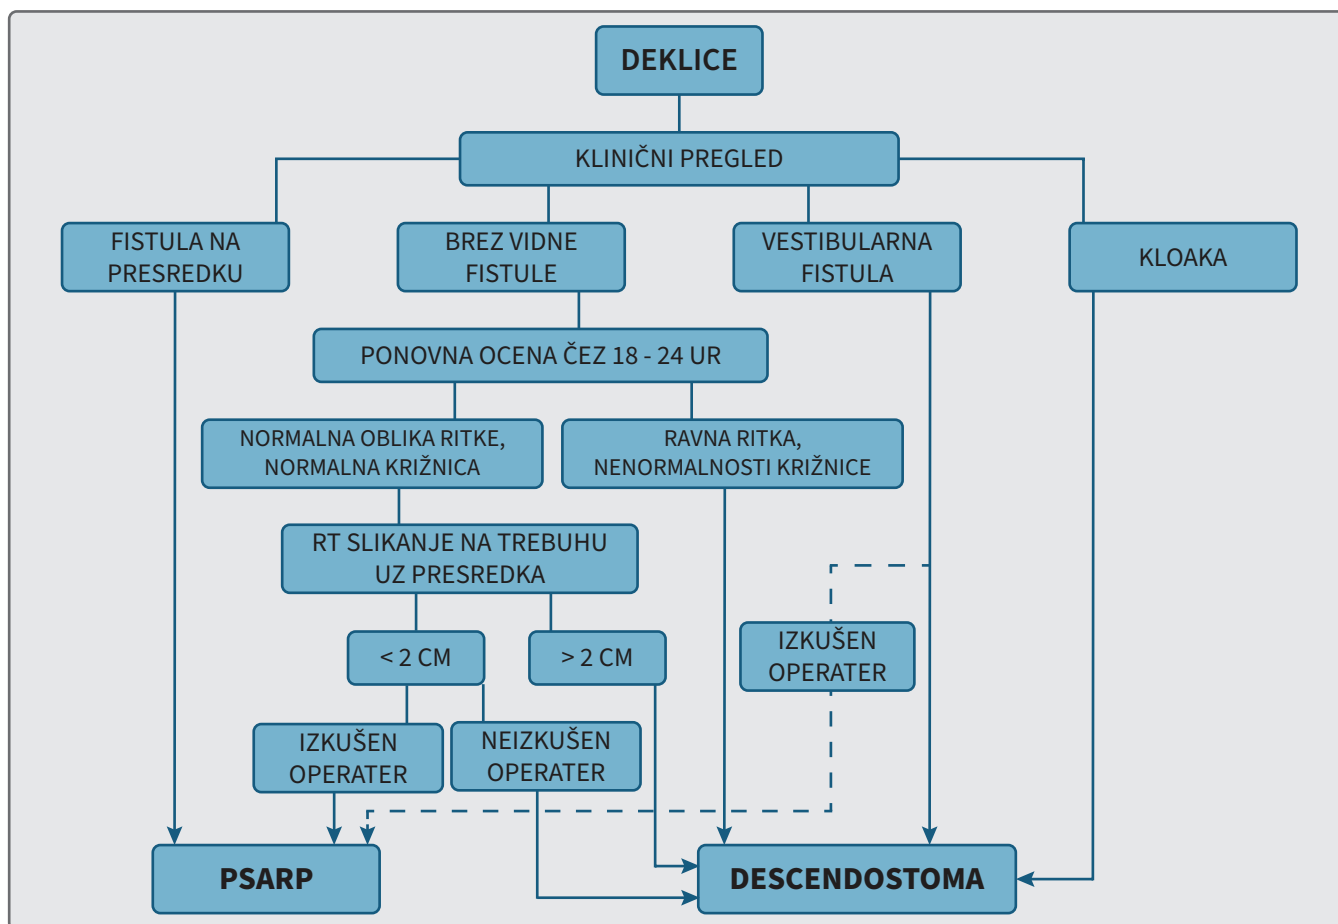 DEKLICE
KLINIČNI PREGLED
FISTULA NA
PRESREDKU
BREZ VIDNE
FISTULE
VESTIBULARNA
FISTULA
KLOAKA
PONOVNA OCENA ČEZ 18 - 24 UR
NORMALNA OBLIKA RITKE,
NORMALNA KRIŽNICA
RAVNA RITKA,
NENORMALNOSTI KRIŽNICE
RT SLIKANJE NA TREBUHU
UZ PRESREDKA
< 2 CM
> 2 CM
IZKUŠEN
OPERATER
IZKUŠEN
OPERATER
NEIZKUŠEN
OPERATER
PSARP
DESCENDOSTOMA